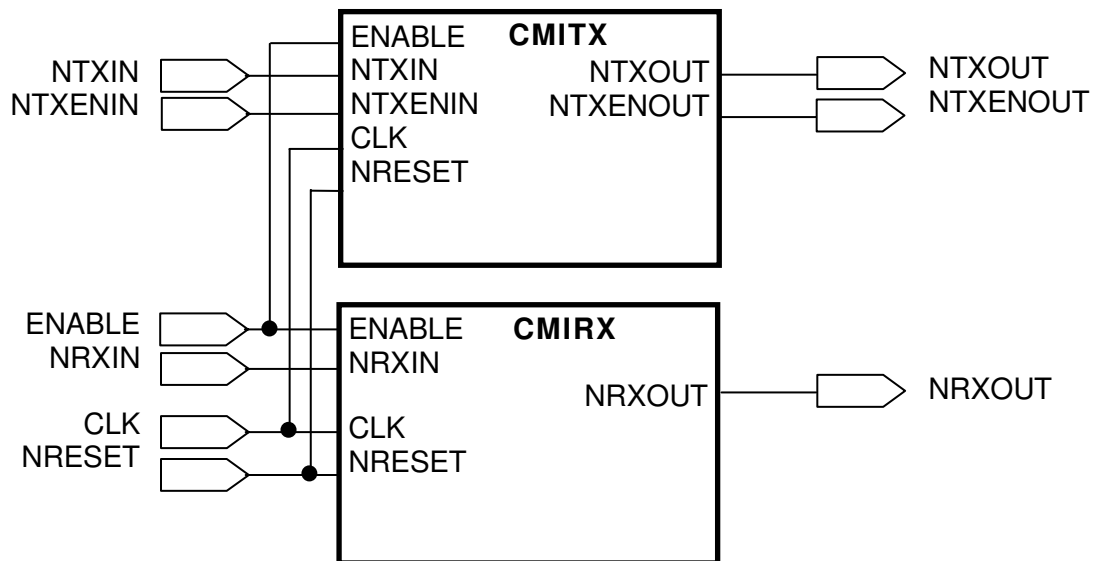 ENABLE CMITX
NTXIN NTXIN NTXOUT NTXOUT
NTXENIN NTXENIN NTXENOUT NTXENOUT
CLK
NRESET
ENABLE ENABLE CMIRX
NRXIN NRXIN
NRXOUT NRXOUT
CLK CLK
NRESET NRESET